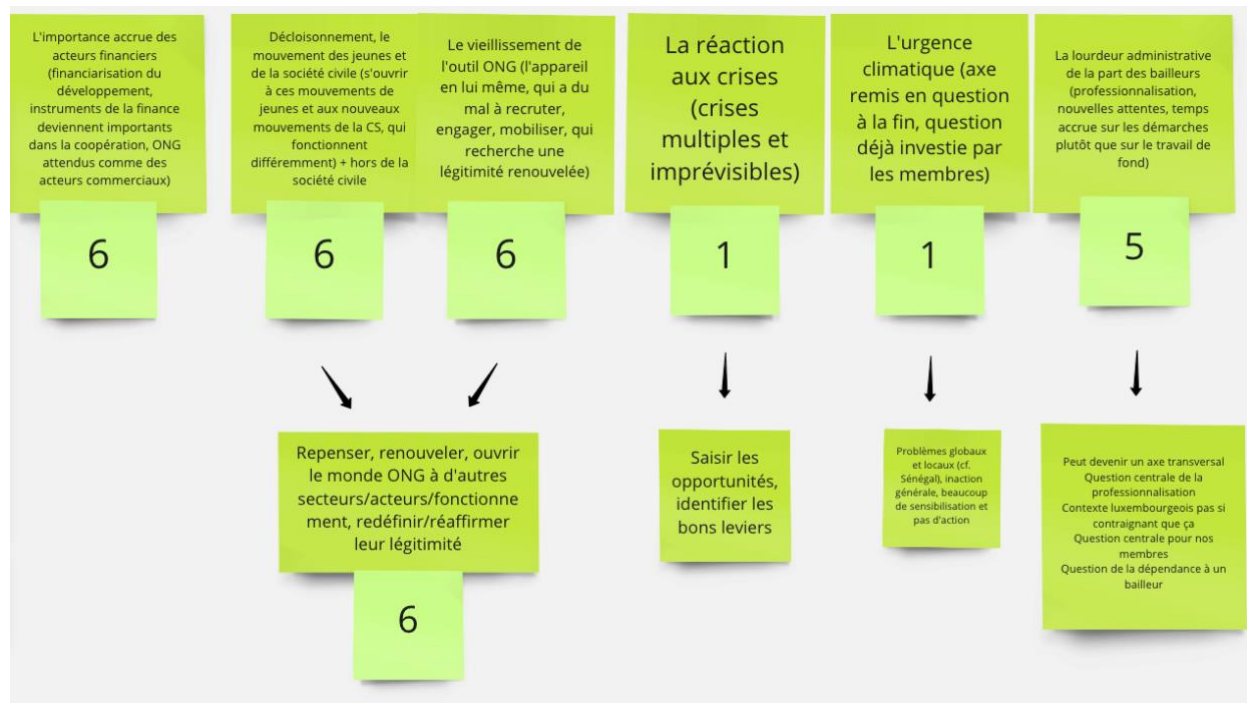 L'importance accrue des
acteurs financiers
(financiarisation du
développement,
instruments de la finance
deviennent importants
dans la coopération, ONG
attendus comme des
acteurs commerciaux)
6
Décloisonnement, le
mouvement des jeunes et
de la société civile (s'ouvrir
à ces mouvements de
jeunes et aux nouveaux
mouvements de la CS, qui
fonctionnent
différemment) + hors de la
société civile
6
Le vieillissement de
l'outil ONG (l'appareil
en lui même, qui a du
mal à recruter,
engager, mobiliser, qui
recherche une
légitimité renouvelée)
6
La réaction
aux crises
(crises
multiples et
imprévisibles)
1
L'urgence
climatique (axe
remis en question
à la fin, question
déjà investie par
les membres)
1
La lourdeur administrative
de la part des bailleurs
(professionnalisation,
nouvelles attentes, temps
accrue sur les démarches
plutôt que sur le travail de
fond)
5
Repenser, renouveler, ouvrir
le monde ONG à d'autres
secteurs/acteurs/fonctionne
ment, redéfinir/réaffirmer
leur légitimité
6
Saisir les
opportunités,
identifier les
bons leviers
Problèmes globaux
et locaux (cf.
Sénégal), inaction
générale, beaucoup
de sensibilisation et
pas d'action
Peut devenir un axe transversal
Question centrale de la
professionnalisation
Contexte luxembourgeois pas si
contraignant que ça
Question centrale pour nos
membres
Question de la dépendance à un
bailleur